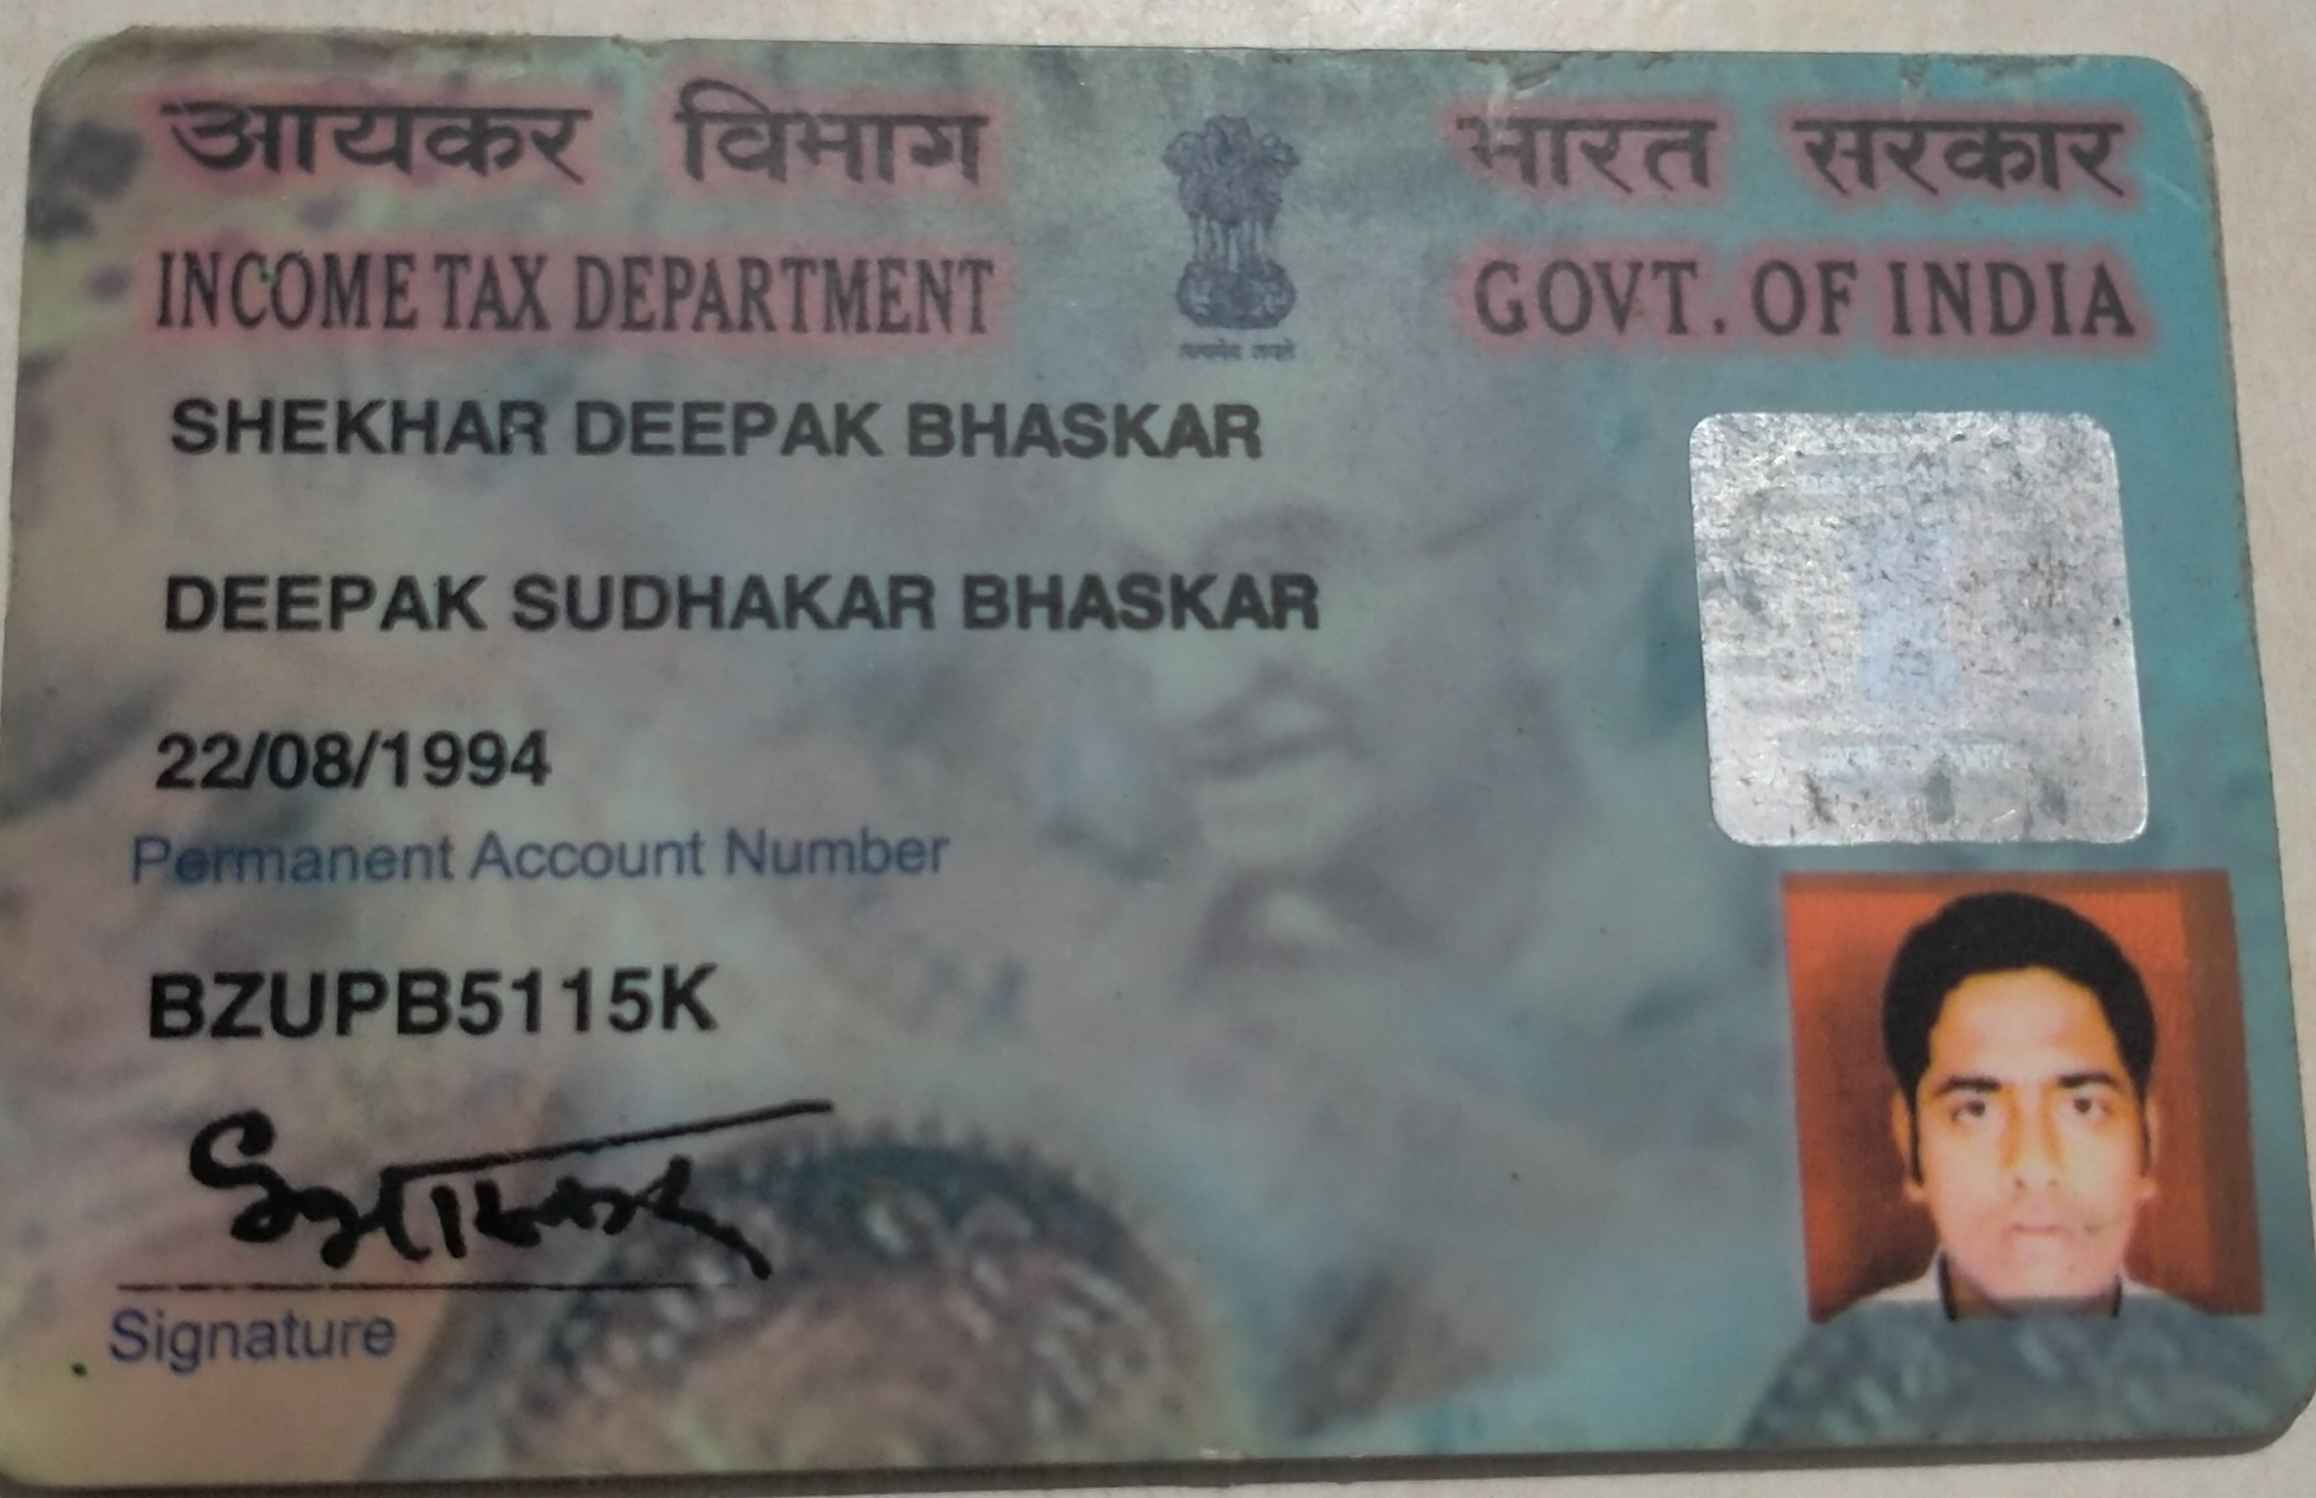 आयकर विभाग
भारत सरकार
INCOME TAX DEPARTMENT
GOVT. OF INDIA
सत्यमेव जयते
SHEKHAR DEEPAK BHASKAR
DEEPAK SUDHAKAR BHASKAR
22/08/1994
Permanent Account Number
BZUPB5115K
Signature